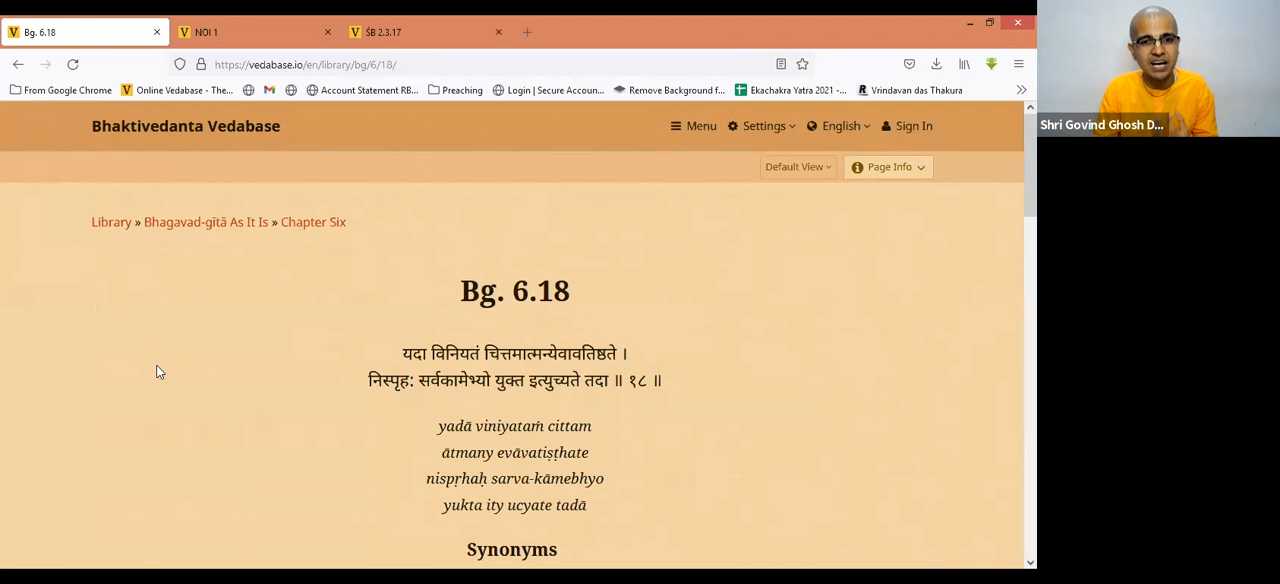 Bg. 6.18
NOI 1
ŚB 2.3.17
https://vedabase.io/en/library/bg/6/18/
From Google Chrome
Online Vedabase - The...
Account Statement RB...
Preaching
Login | Secure Accoun...
Remove Background f...
Ekachakra Yatra 2021 -...
Vrindavan das Thakura
Shri Govind Ghosh D...
Bhaktivedanta Vedabase
Menu
Settings
English
Sign In
Default View
Page Info
Library » Bhagavad-gītā As It Is » Chapter Six
Bg. 6.18
यदा विनियतं चित्तमात्मन्येवावतिष्ठते ।
निस्पृह: सर्वकामेभ्यो युक्त इत्युच्यते तदा ॥ १८ ॥
yadā viniyataṁ cittam
ātmany evāvatiṣṭhate
nispṛhaḥ sarva-kāmebhyo
yukta ity ucyate tadā
Synonyms